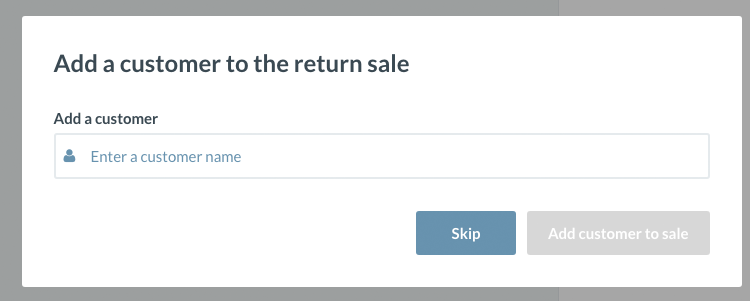 Add a customer to the return sale
Add a customer
Enter a customer name
Skip
Add customer to sale